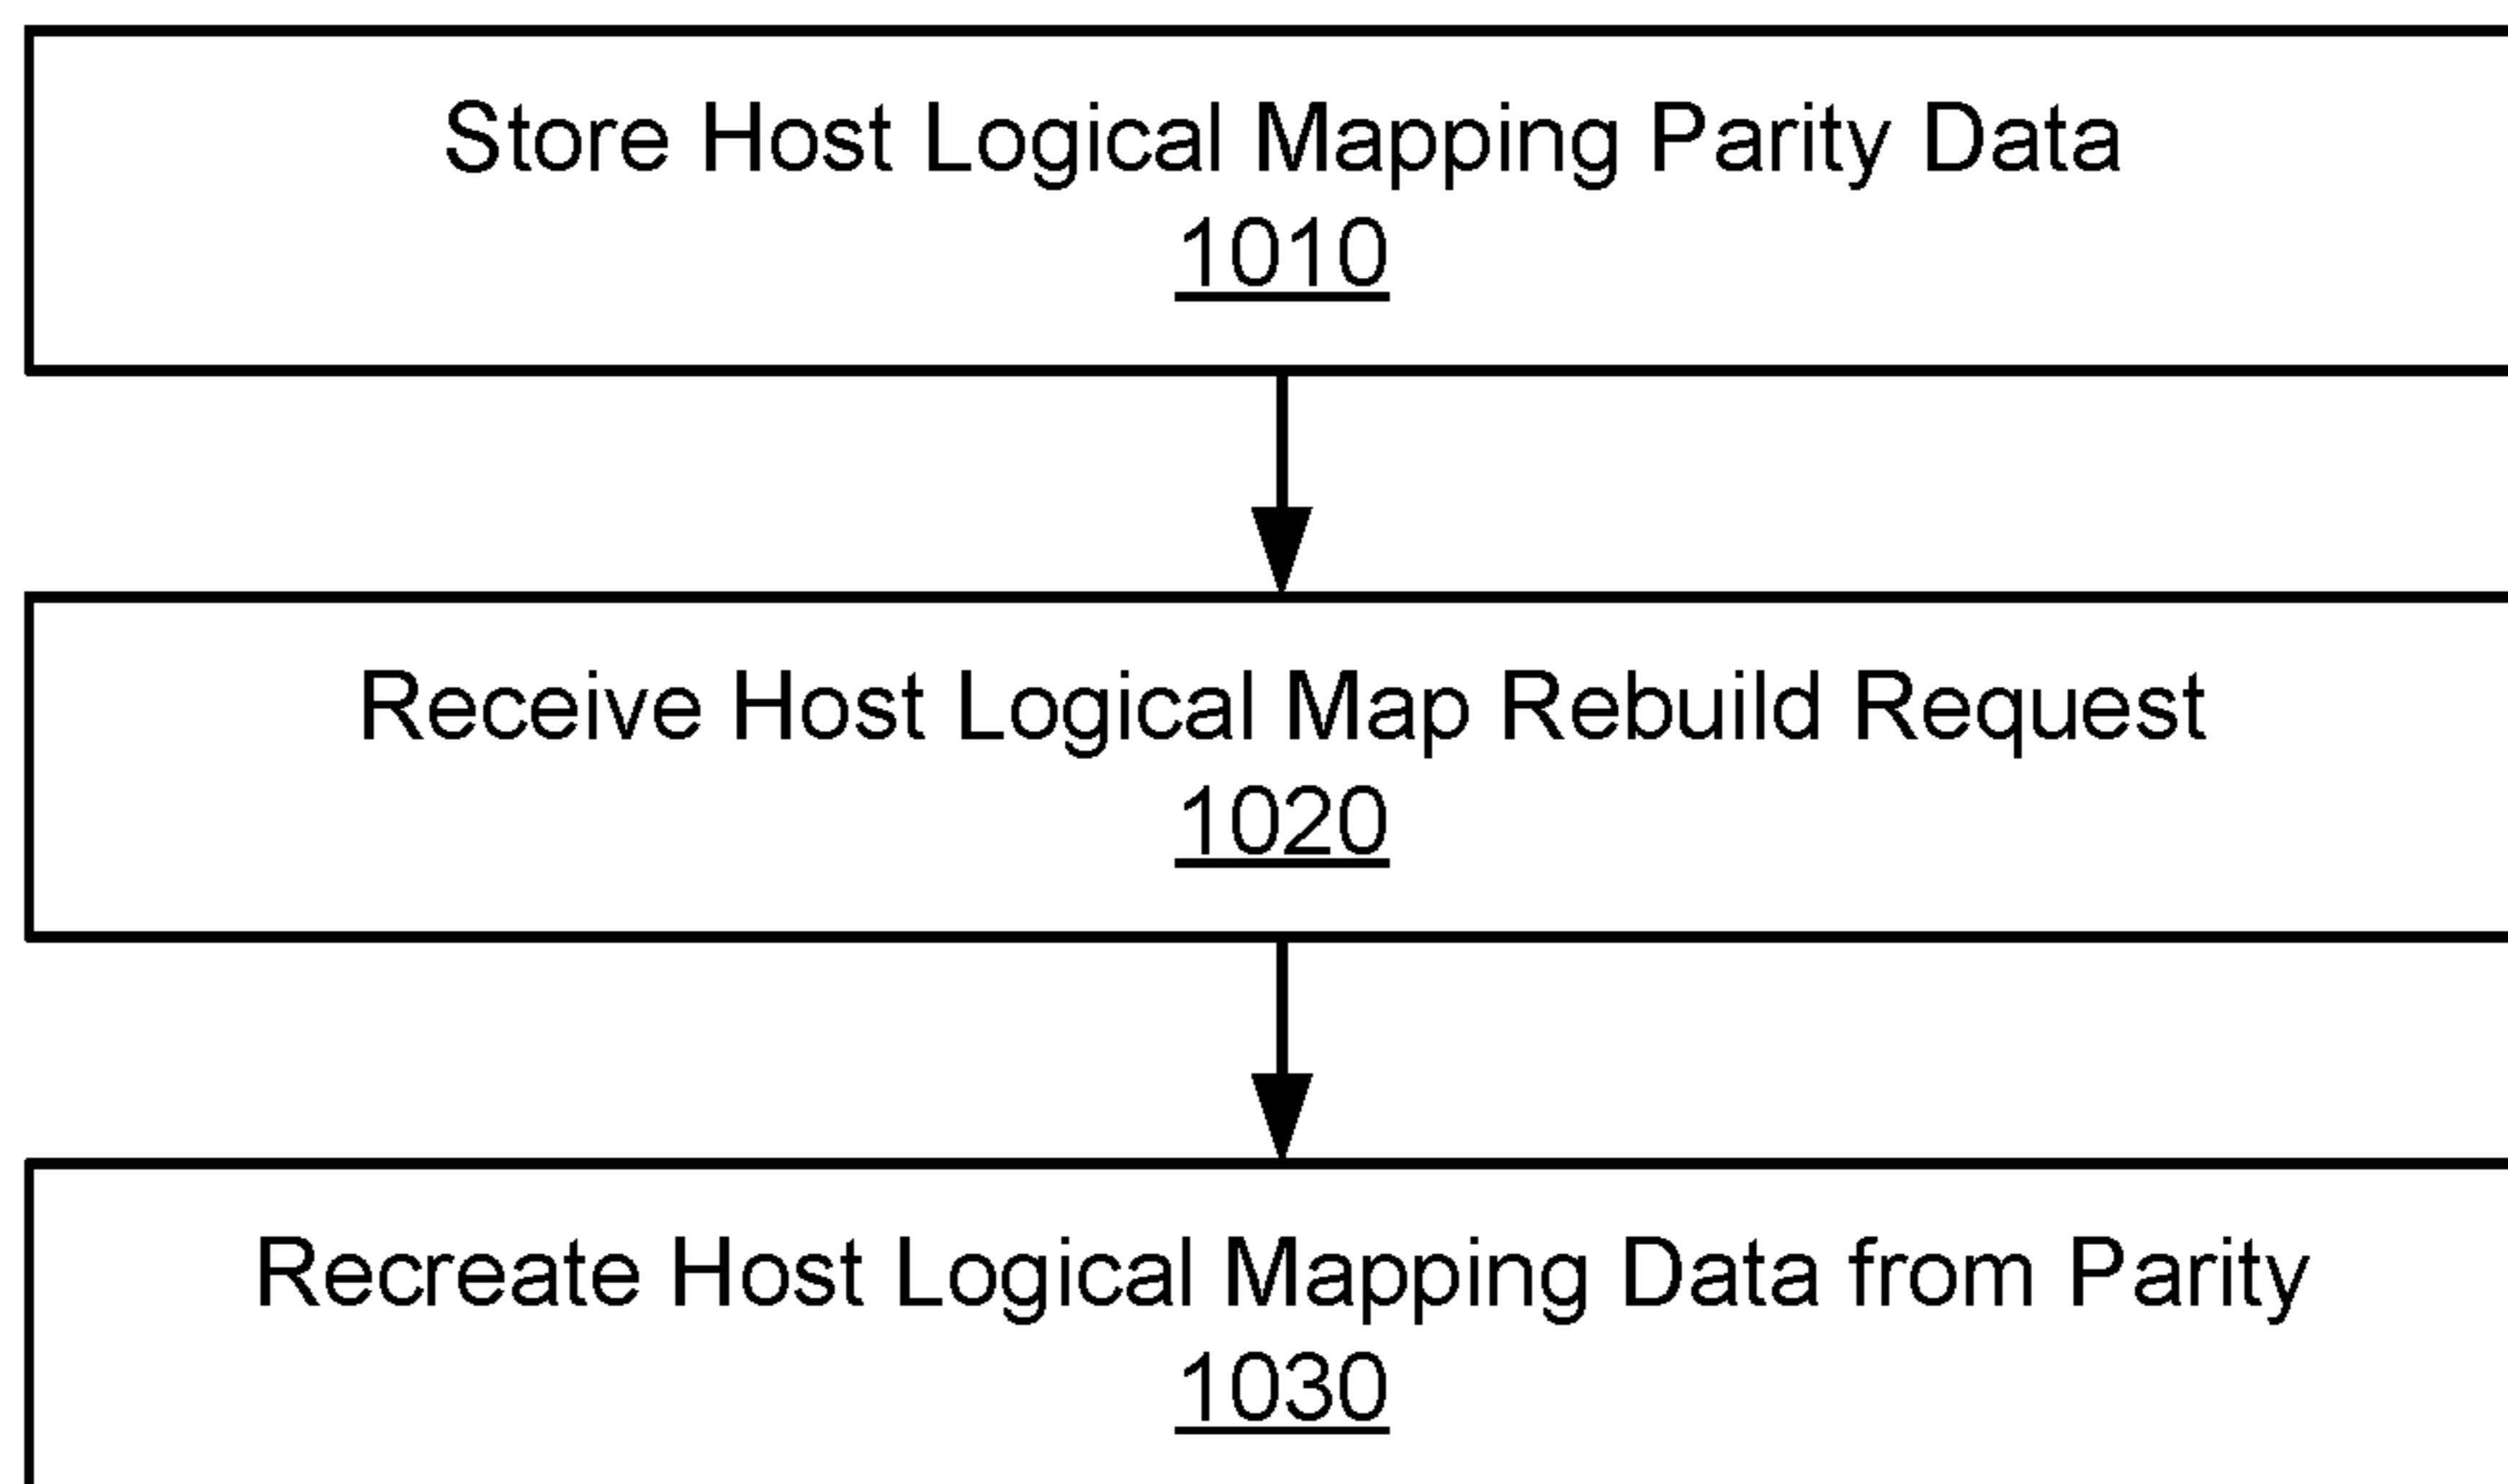 Store Host Logical Mapping Parity Data
1010
Receive Host Logical Map Rebuild Request
1020
Recreate Host Logical Mapping Data from Parity
1030